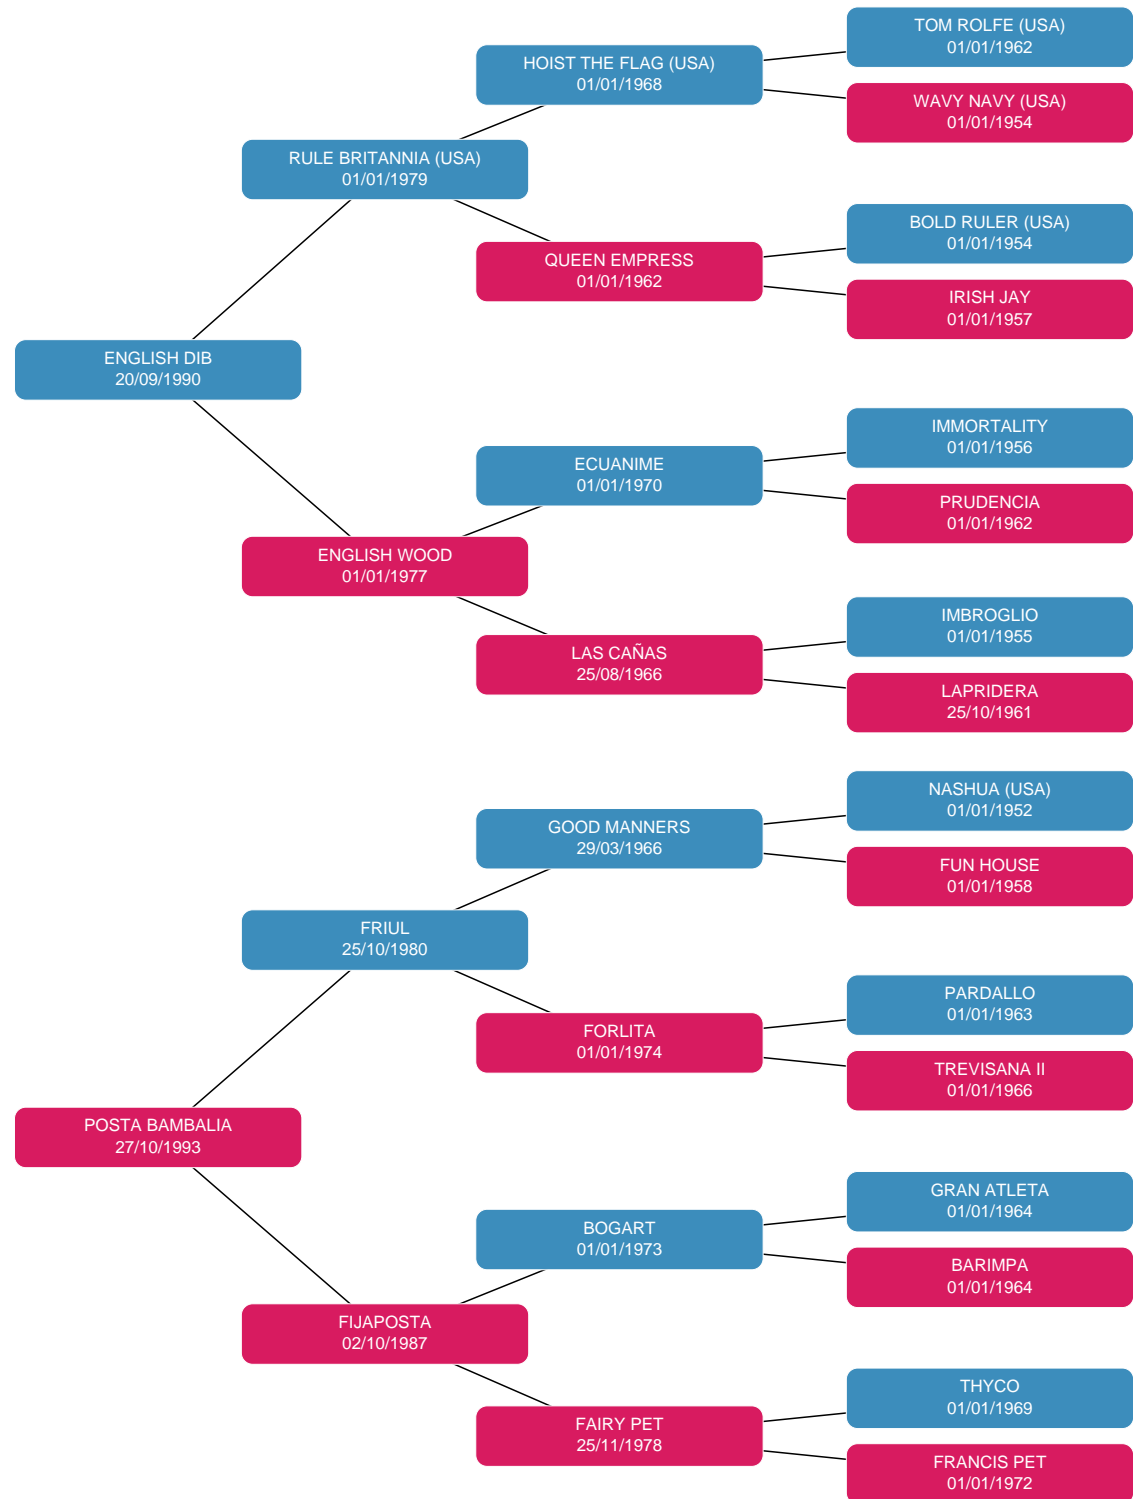 TOM ROLFE (USA)
01/01/1962
HOIST THE FLAG (USA)
01/01/1968
WAVY NAVY (USA)
01/01/1954
RULE BRITANNIA (USA)
01/01/1979
BOLD RULER (USA)
01/01/1954
QUEEN EMPRESS
01/01/1962
IRISH JAY
01/01/1957
ENGLISH DIB
20/09/1990
IMMORTALITY
01/01/1956
ECUANIME
01/01/1970
PRUDENCIA
01/01/1962
ENGLISH WOOD
01/01/1977
IMBROGLIO
01/01/1955
LAS CAÑAS
25/08/1966
LAPRIDERA
25/10/1961
NASHUA (USA)
01/01/1952
GOOD MANNERS
29/03/1966
FUN HOUSE
01/01/1958
FRIUL
25/10/1980
PARDALLO
01/01/1963
FORLITA
01/01/1974
TREVISANA II
01/01/1966
POSTA BAMBALIA
27/10/1993
GRAN ATLETA
01/01/1964
BOGART
01/01/1973
BARIMPA
01/01/1964
FIJAPOSTA
02/10/1987
THYCO
01/01/1969
FAIRY PET
25/11/1978
FRANCIS PET
01/01/1972